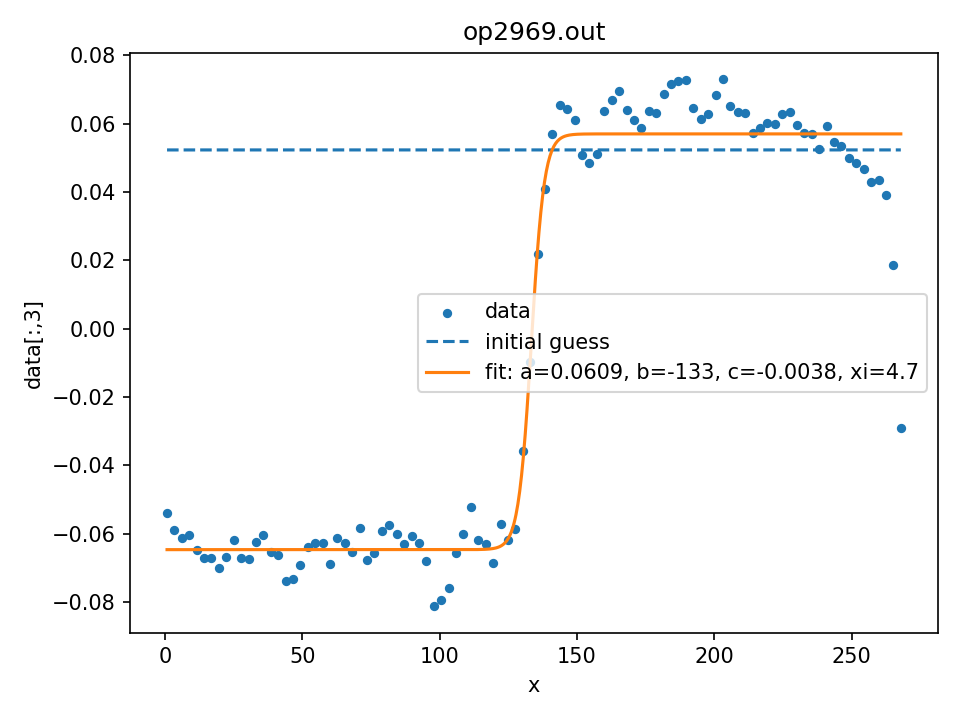 op2969.out
0.08
0.06
0.04
0.02
0.00
−0.02
−0.04
−0.06
−0.08
data[:,3]
data
initial guess
fit: a=0.0609, b=-133, c=-0.0038, xi=4.7
0 50 100 150 200 250
x